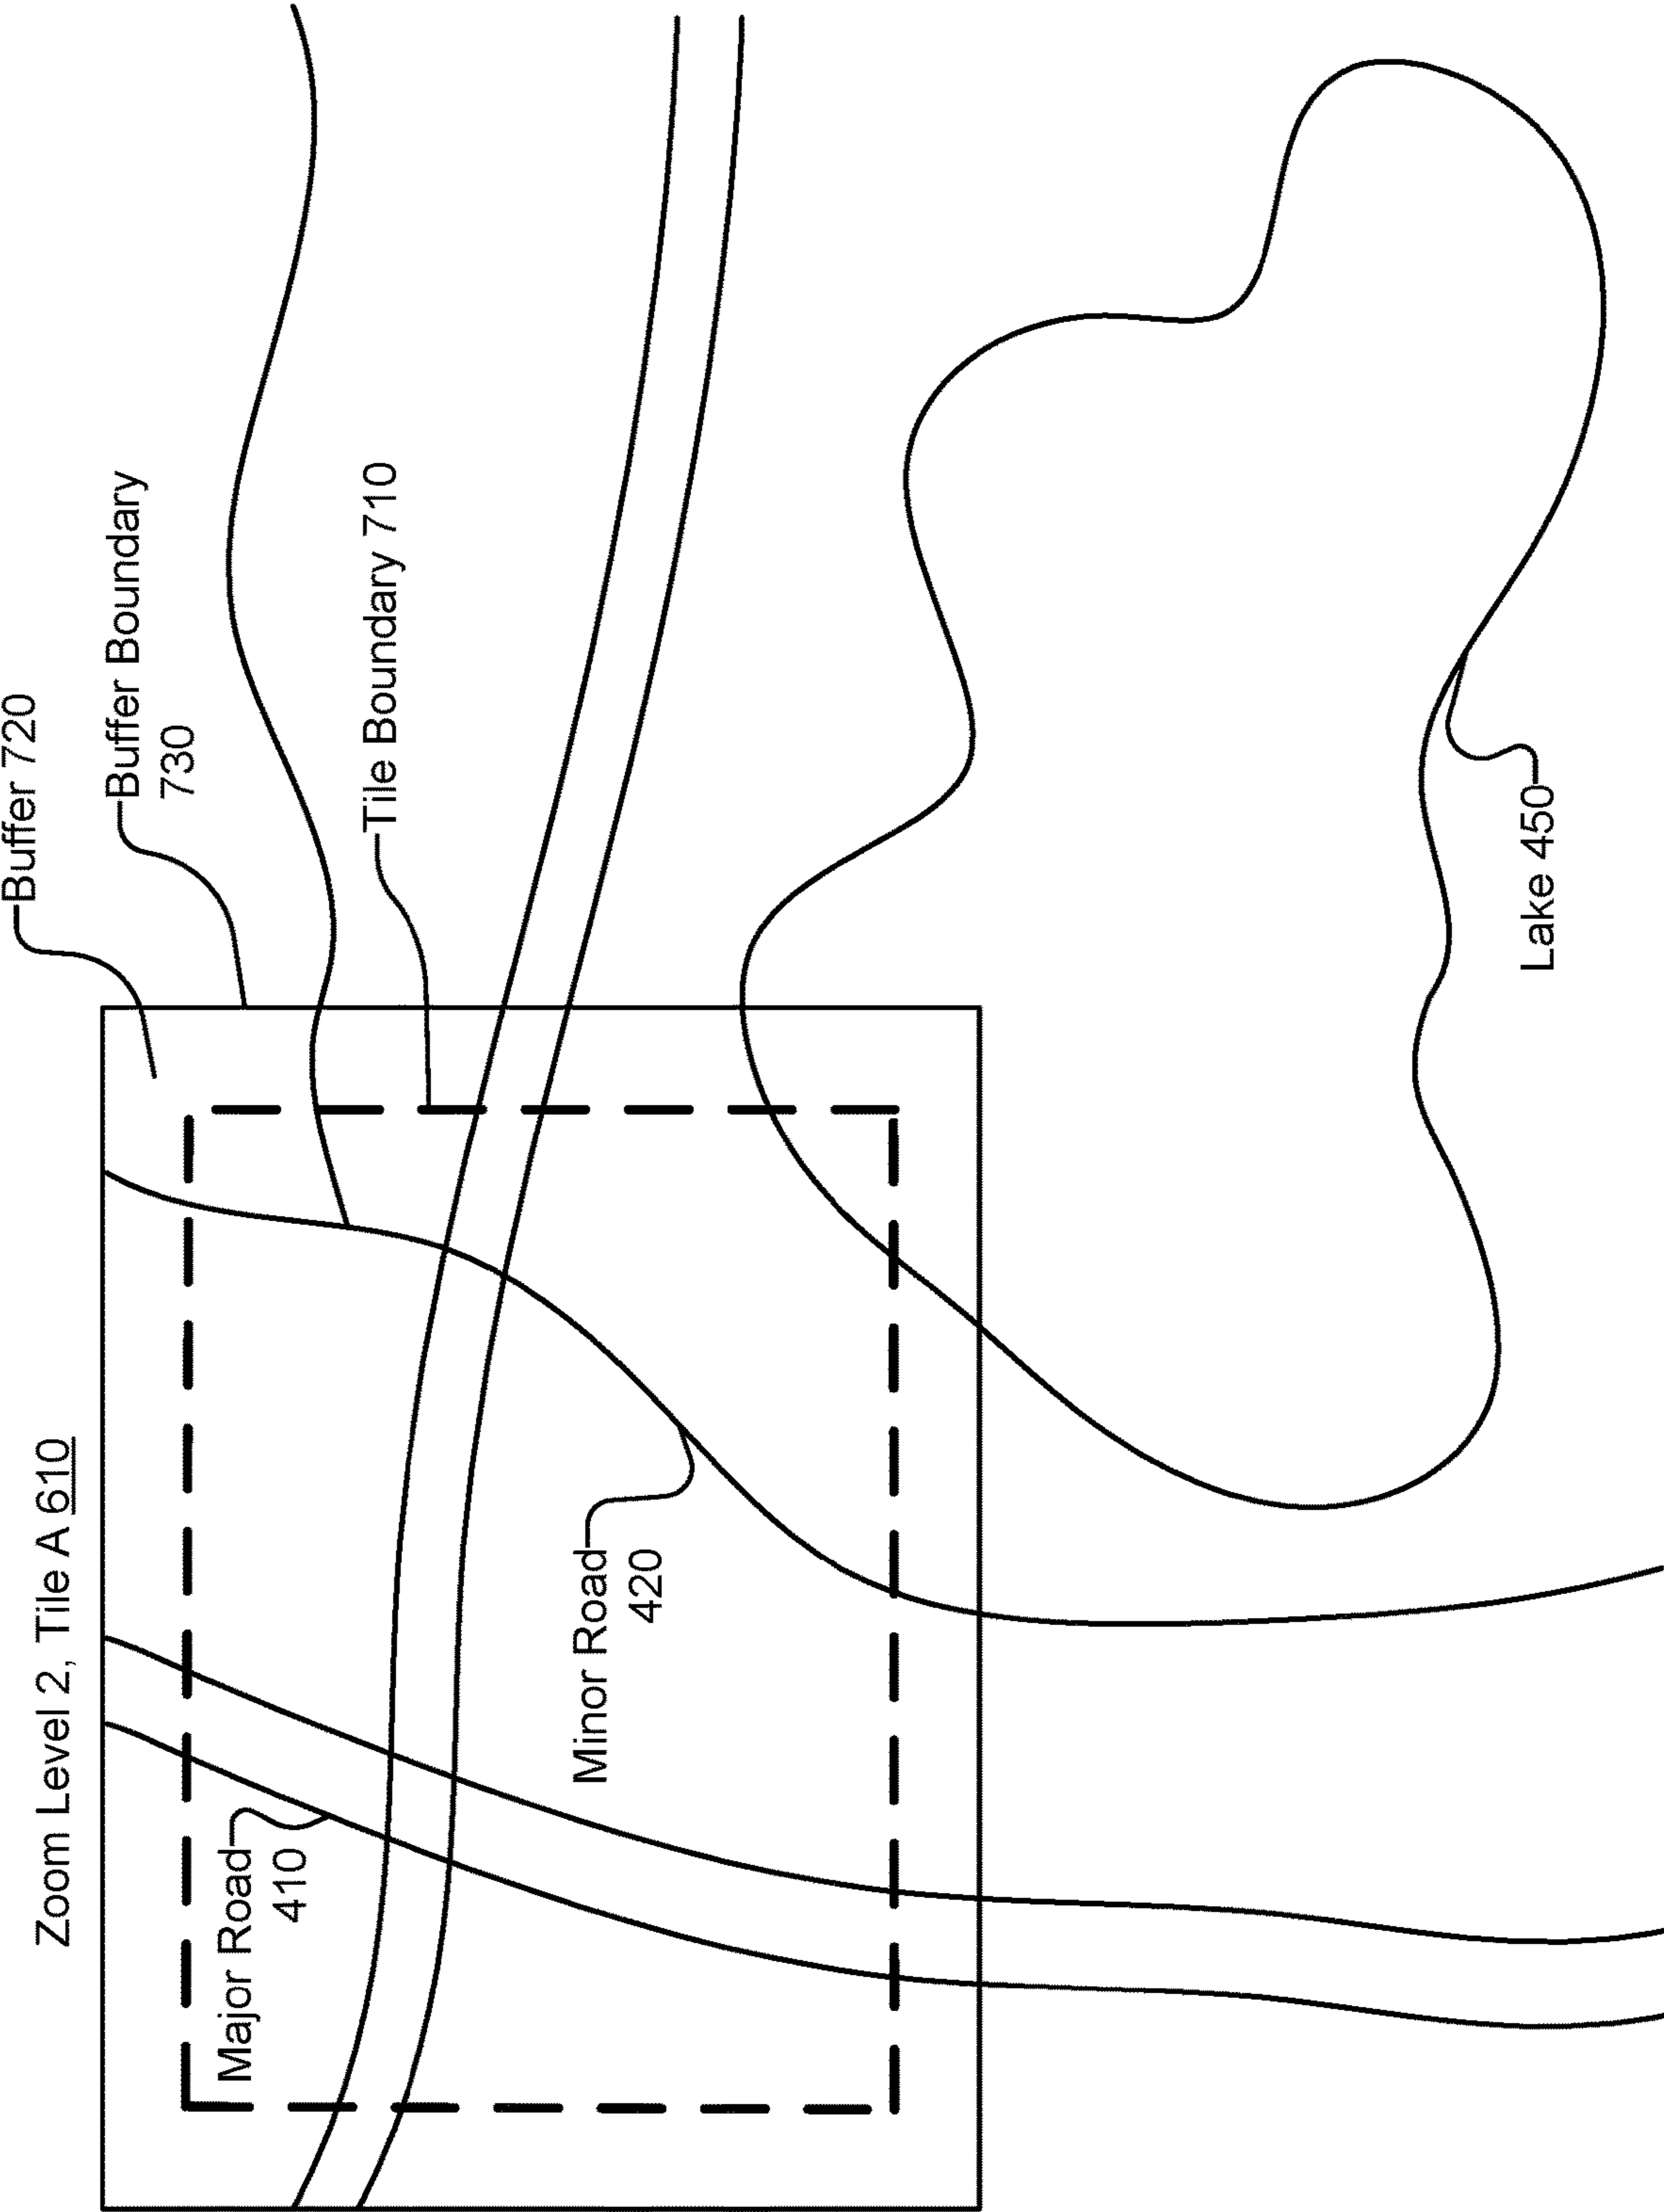 Zoom Level 2, Tile A 610
Buffer 720
Buffer Boundary
730
Tile Boundary 710
Major Road
410
Minor Road
420
Lake 450